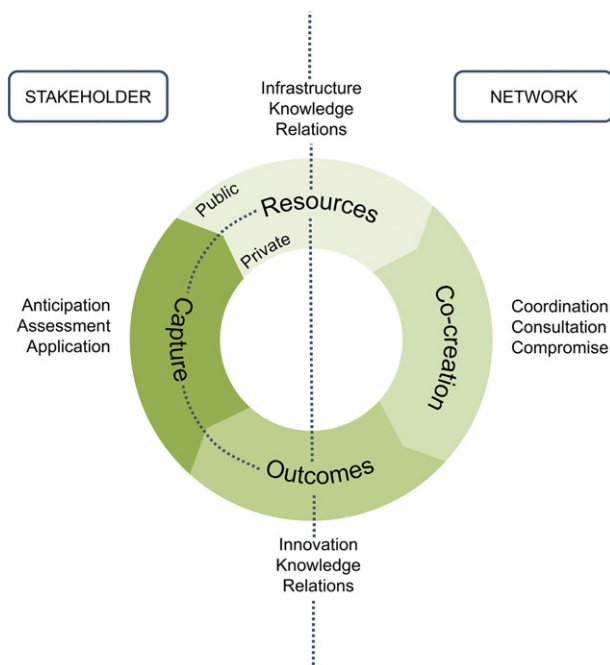 STAKEHOLDER
NETWORK
Infrastructure
Knowledge
Relations
Public
Private
Resources
Anticipation
Assessment
Application
Capture
Co-creation
Coordination
Consultation
Compromise
Outcomes
Innovation
Knowledge
Relations